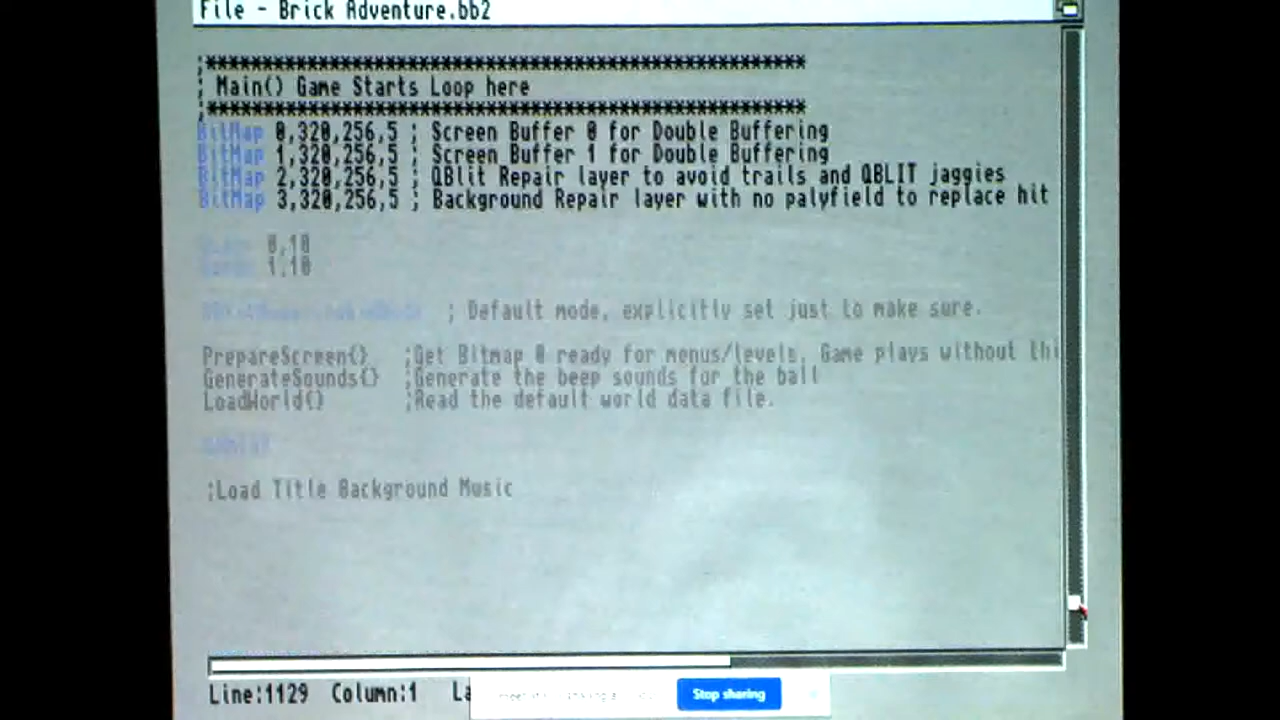 File - Brick Adventure.bb2
;******************************************************************
; Main() Game Starts Loop here
;******************************************************************
BitMap 0,320,256,5 ; Screen Buffer 0 for Double Buffering
BitMap 1,320,256,5 ; Screen Buffer 1 for Double Buffering
BitMap 2,320,256,5 ; QBlit Repair layer to avoid trails and QBLIT jaggies
BitMap 3,320,256,5 ; Background Repair layer with no palyfield to replace hit
0,10
1,10
; Default mode, explicitly set just to make sure.
PrepareScreen{} ;Get Bitmap 0 ready for menus/levels, Game plays without thi
GenerateSounds{} ;Generate the beep sounds for the ball
LoadWorld{} ;Read the default world data file.
;Load Title Background Music
Line:1129 Column:1 La
Stop sharing